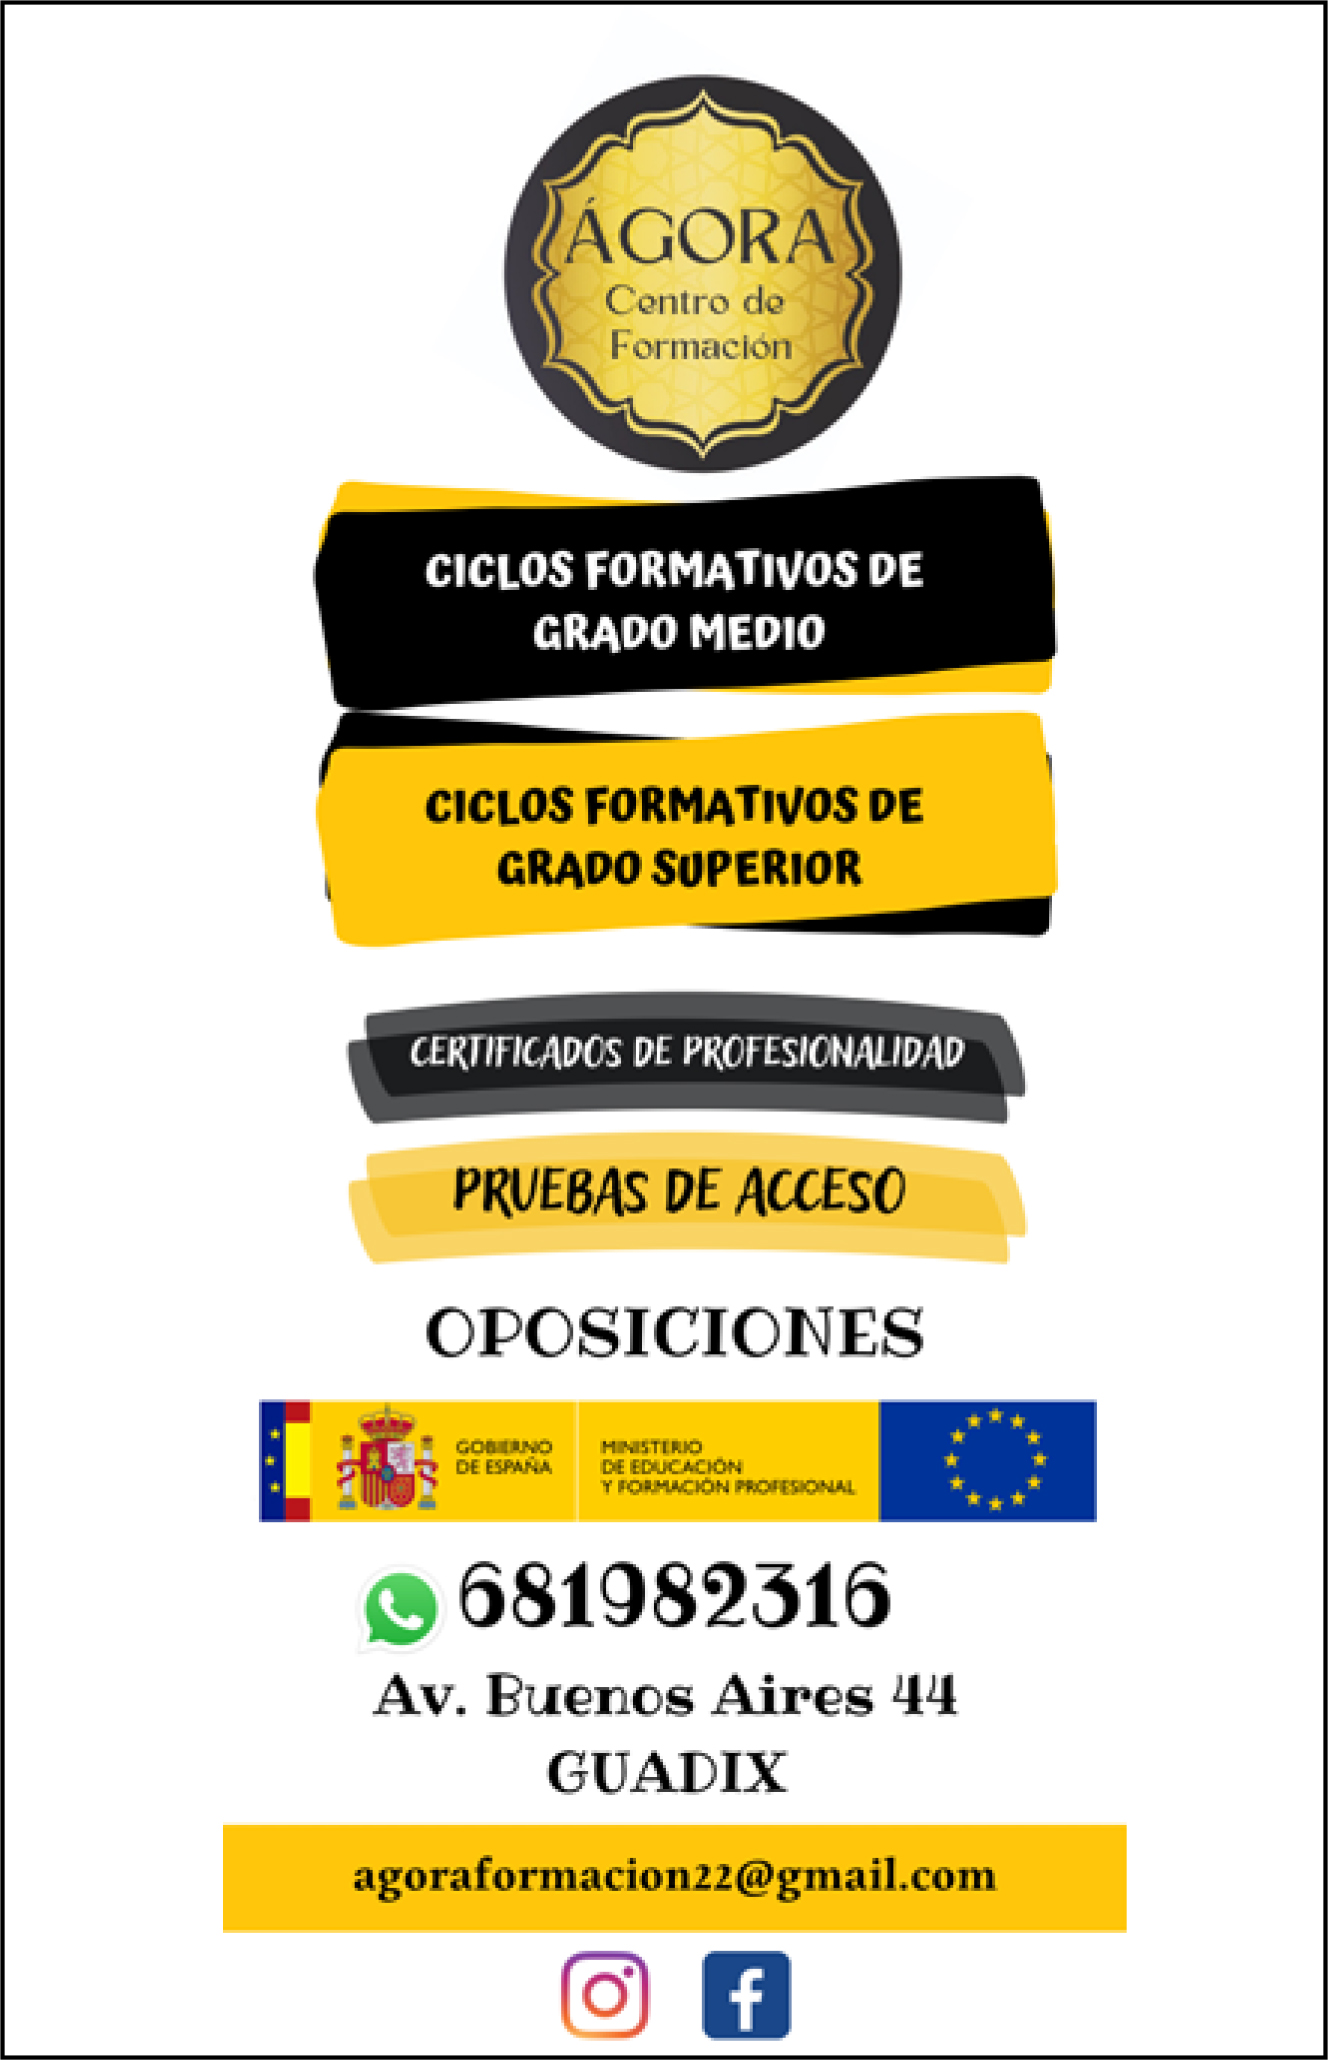 ÁGORA
Centro de
Formación
CICLOS FORMATIVOS DE
GRADO MEDIO
CICLOS FORMATIVOS DE
GRADO SUPERIOR
CERTIFICADOS DE PROFESIONALIDAD
PRUEBAS DE ACCESO
OPOSICIONES
GOBIERNO
DE ESPAÑA
MINISTERIO
DE EDUCACIÓN
Y FORMACIÓN PROFESIONAL
681982316
Av. Buenos Aires 44
GUADIX
agoraformacion22@gmail.com